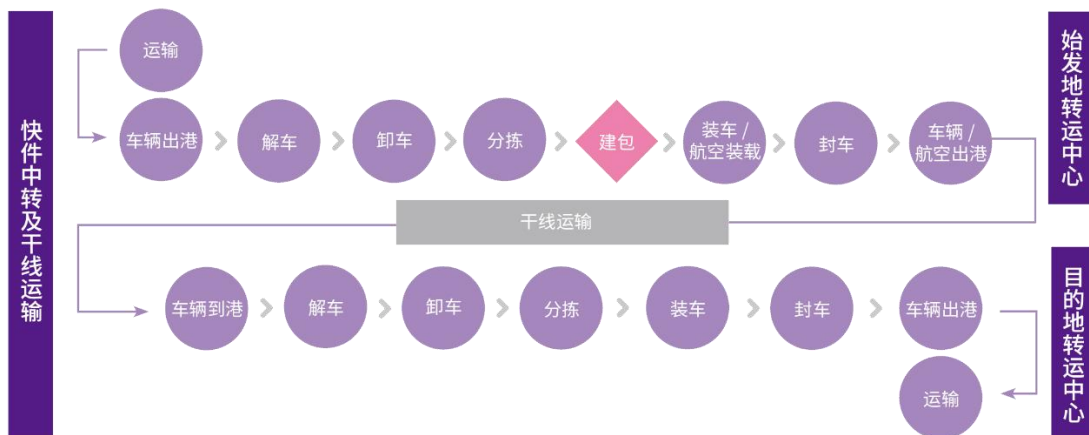 快件中转及干线运输
运输
车辆出港
解车
卸车
分拣
建包
装车 /
航空装载
封车
车辆 /
航空出港
始发地转运中心
干线运输
车辆到港
解车
卸车
分拣
装车
封车
车辆出港
运输
目的地转运中心